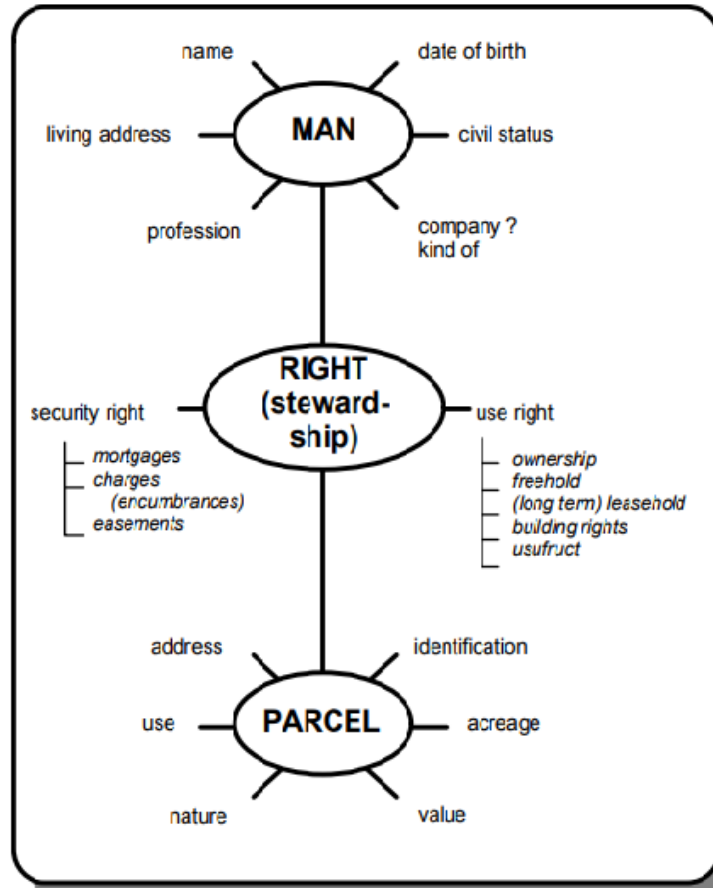 name
date of birth
MAN
living address
civil status
profession
company ?
kind of
RIGHT
(steward-
ship)
security right
use right
mortgages
charges
(encumbrances)
easements
ownership
freehold
(long term) leasehold
building rights
usufruct
address
identification
PARCEL
use
acreage
nature
value